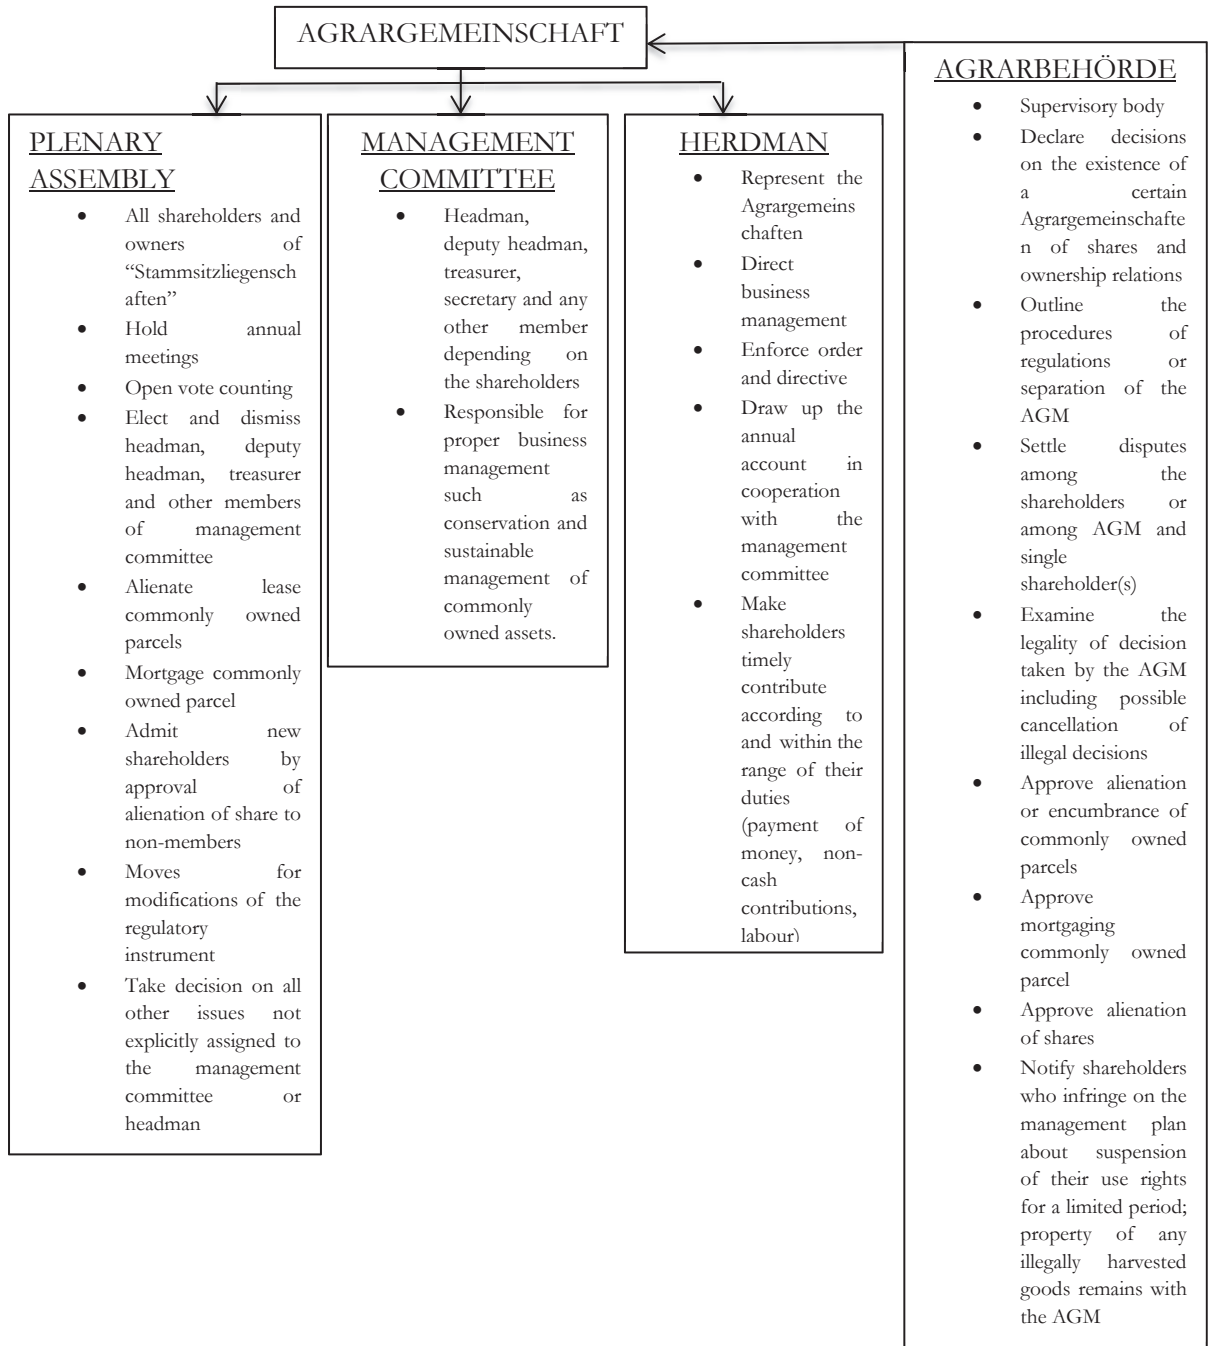 AGRARGEMEINSCHAFT
PLENARY
ASSEMBLY
• All shareholders and
owners of
“Stammsitzliegensch
aften”
• Hold annual
meetings
• Open vote counting
• Elect and dismiss
headman, deputy
headman, treasurer
and other members
of management
committee
• Alienate lease
commonly owned
parcels
• Mortgage commonly
owned parcel
• Admit new
shareholders by
approval of
alienation of share to
non-members
• Moves for
modifications of the
regulatory
instrument
• Take decision on all
other issues not
explicitly assigned to
the management
committee or
headman
MANAGEMENT
COMMITTEE
• Headman,
deputy headman,
treasurer,
secretary and any
other member
depending on
the shareholders
• Responsible for
proper business
management
such as
conservation and
sustainable
management of
commonly
owned assets.
HERDMAN
• Represent the
Agrargemeins
chaften
• Direct
business
management
• Enforce order
and directive
• Draw up the
annual
account in
cooperation
with the
management
committee
• Make
shareholders
timely
contribute
according to
and within the
range of their
duties
(payment of
money, non-
cash
contributions,
labour)
AGRARBEHÖRDE
• Supervisory body
• Declare decisions
on the existence of
a certain
Agrargemeinschafte
n of shares and
ownership relations
• Outline the
procedures of
regulations or
separation of the
AGM
• Settle disputes
among the
shareholders or
among AGM and
single
shareholder(s)
• Examine the
legality of decision
taken by the AGM
including possible
cancellation of
illegal decisions
• Approve alienation
or encumbrance of
commonly owned
parcels
• Approve
mortgaging
commonly owned
parcel
• Approve alienation
of shares
• Notify shareholders
who infringe on the
management plan
about suspension
of their use rights
for a limited period;
property of any
illegally harvested
goods remains with
the AGM